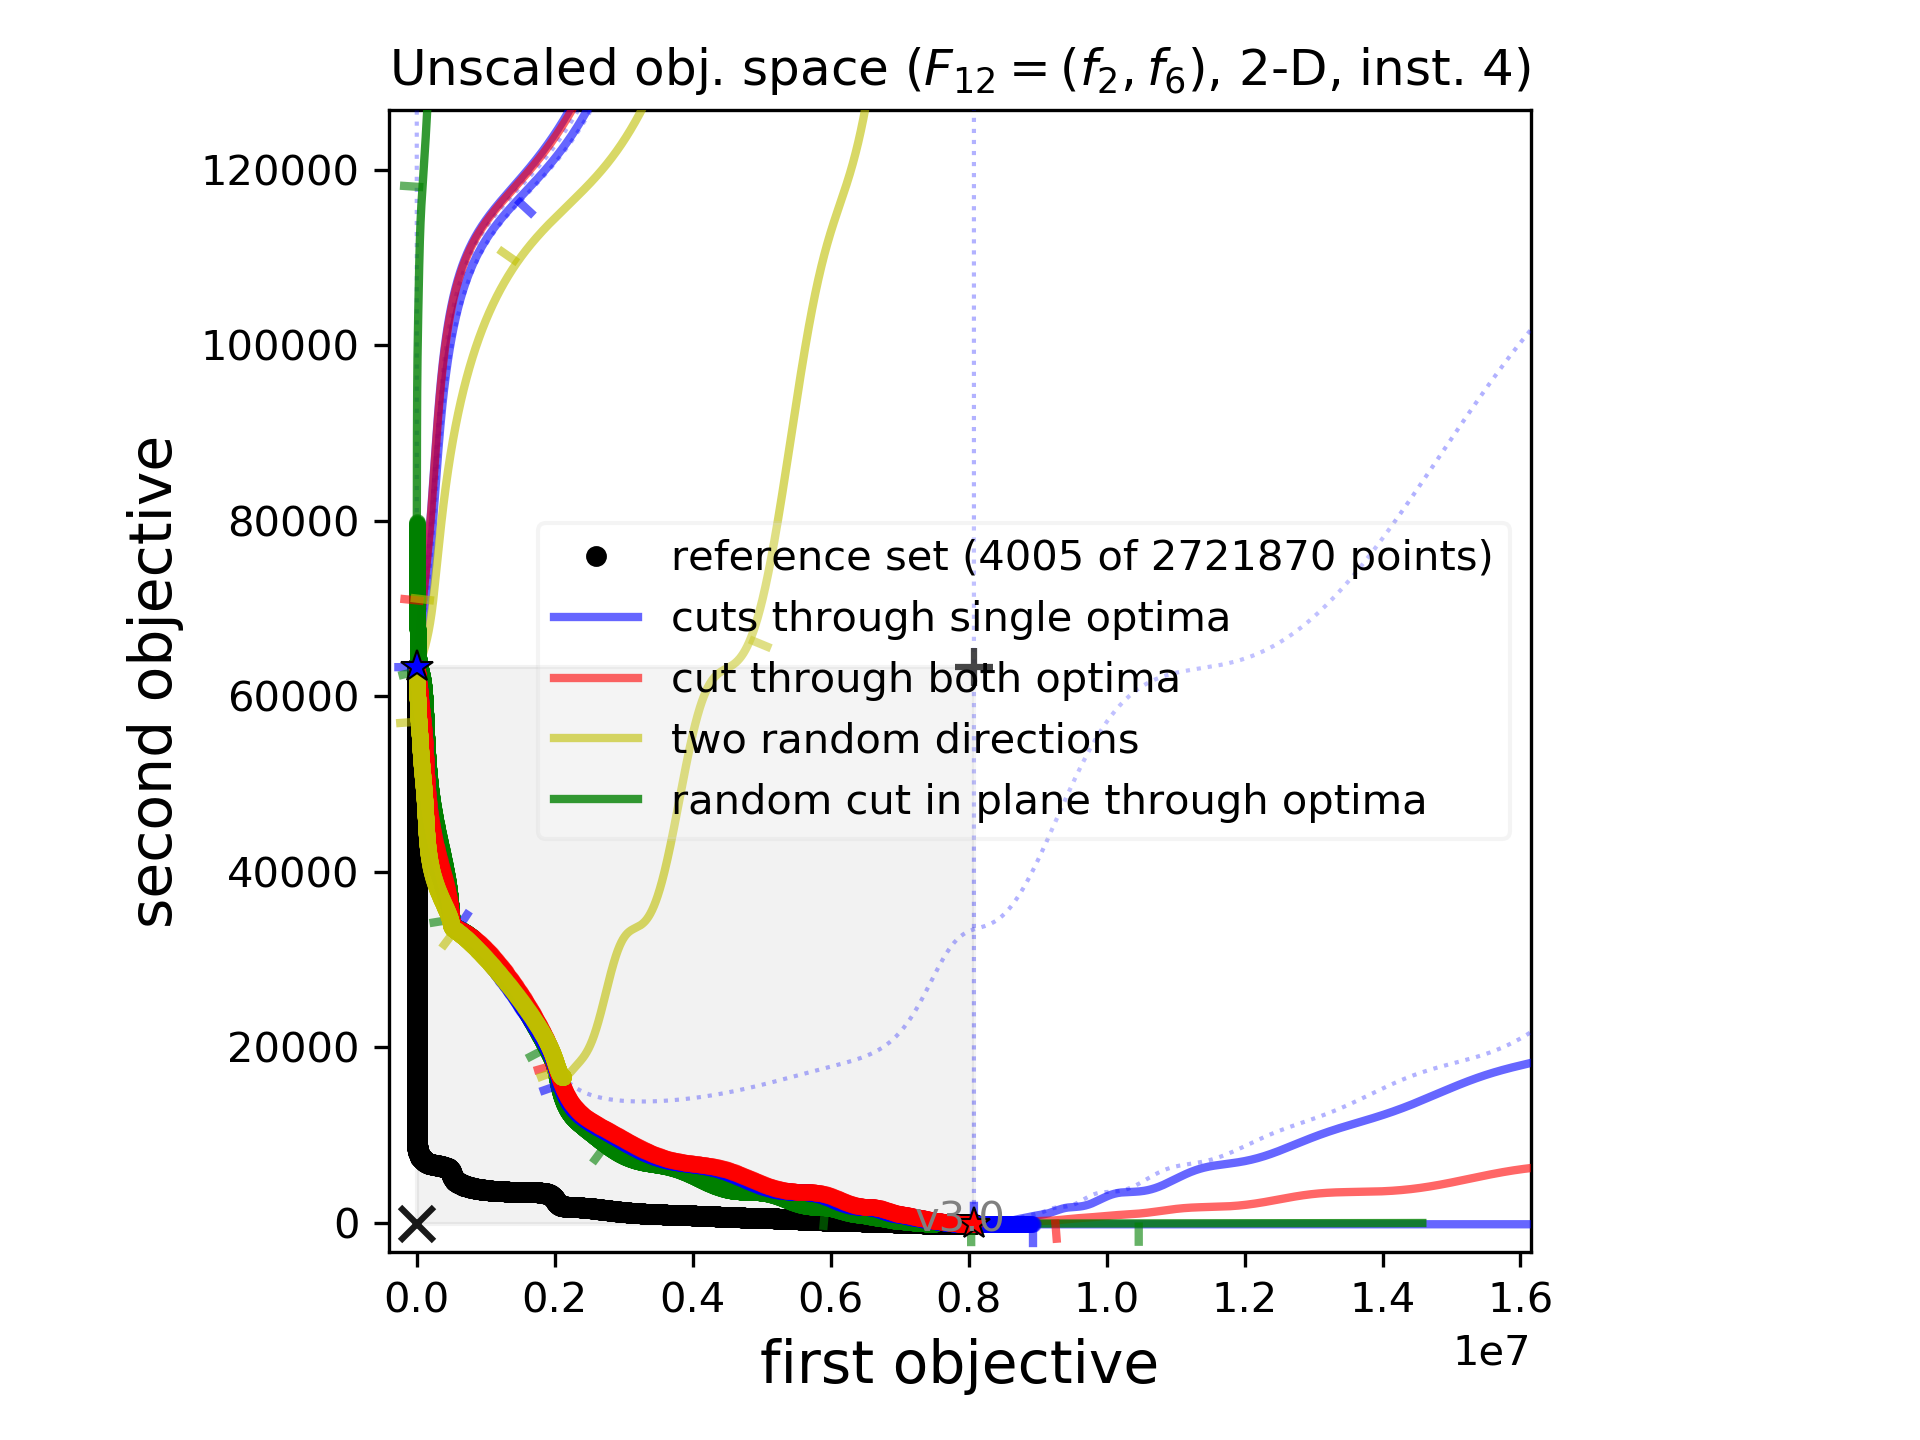 Unscaled obj. space (F₁₂ = (f₂, f₆), 2-D, inst. 4)
120000
100000
80000
60000
40000
20000
0
second objective
reference set (4005 of 2721870 points)
cuts through single optima
cut through both optima
two random directions
random cut in plane through optima
v3.0
0.0 0.2 0.4 0.6 0.8 1.0 1.2 1.4 1.6
1e7
first objective